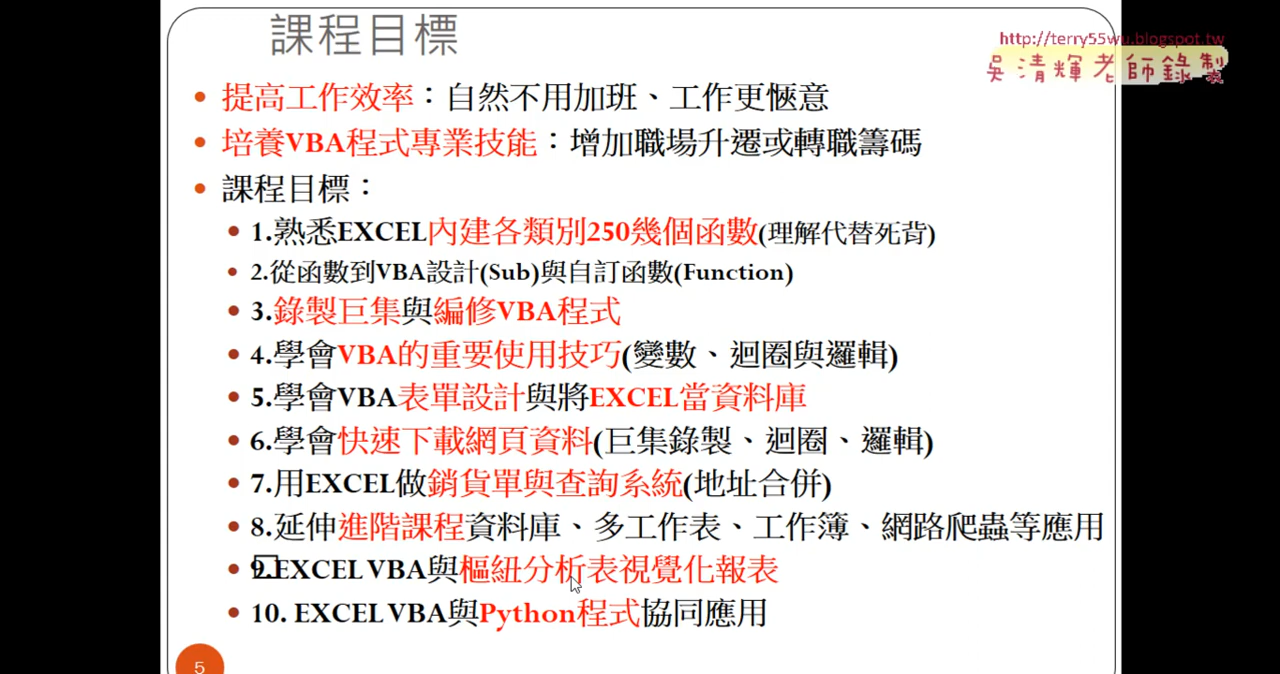 課程目標
http://terry55wu.blogspot.tw
吳清輝老師錄製
提高工作效率：自然不用加班、工作更愜意
培養VBA程式專業技能：增加職場升遷或轉職籌碼
課程目標：
1.熟悉EXCEL內建各類別250幾個函數(理解代替死背)
2.從函數到VBA設計(Sub)與自訂函數(Function)
3.錄製巨集與編修VBA程式
4.學會VBA的重要使用技巧(變數、迴圈與邏輯)
5.學會VBA表單設計與將EXCEL當資料庫
6.學會快速下載網頁資料(巨集錄製、迴圈、邏輯)
7.用EXCEL做銷貨單與查詢系統(地址合併)
8.延伸進階課程資料庫、多工作表、工作簿、網路爬蟲等應用
9.EXCEL VBA與樞紐分析表視覺化報表
10. EXCEL VBA與Python程式協同應用
5